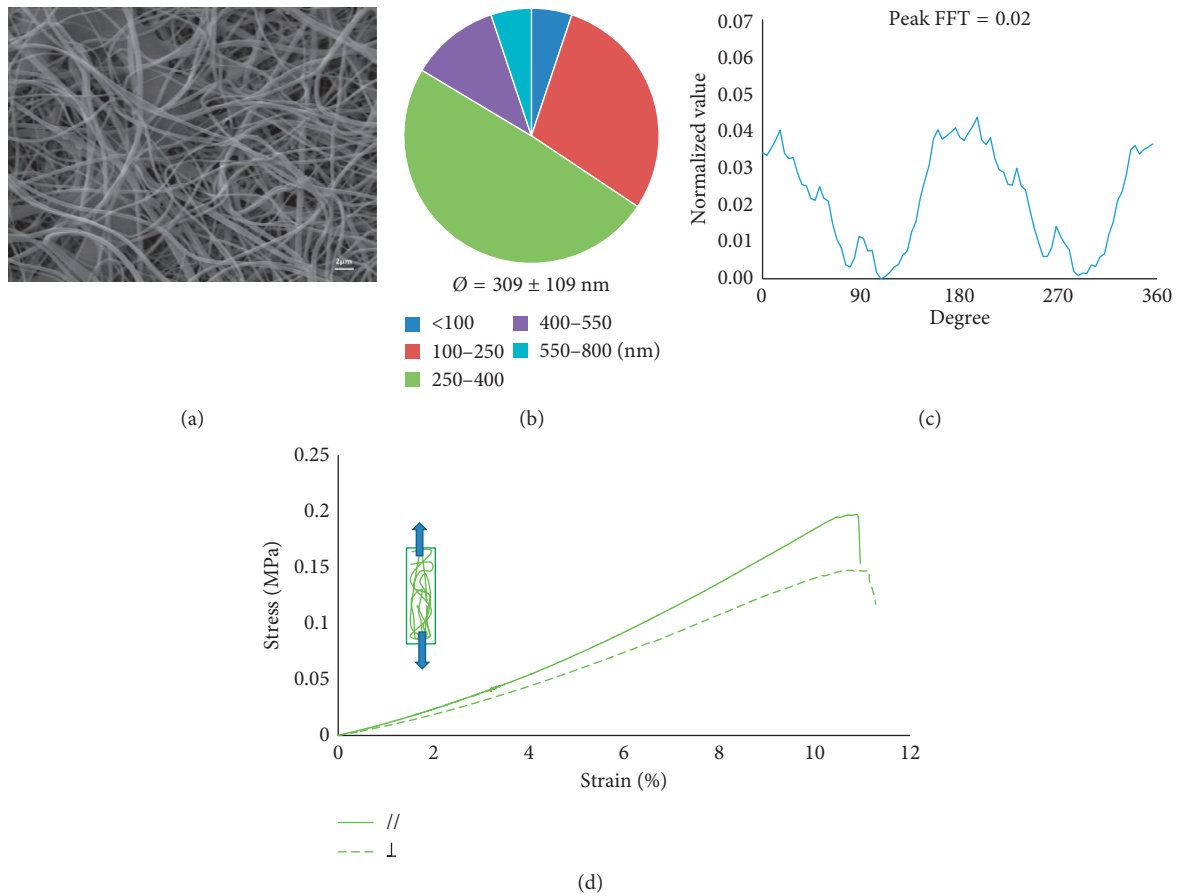 2μm
(a)
Ø = 309 ± 109 nm
<100
100–250
250–400
400–550
550–800 (nm)
(b)
Peak FFT = 0.02
Normalized value
0.07
0.06
0.05
0.04
0.03
0.02
0.01
0.00
0
90
180
270
360
Degree
(c)
Stress (MPa)
0.25
0.2
0.15
0.1
0.05
0
0
2
4
6
8
10
12
Strain (%)
//
⊥
(d)